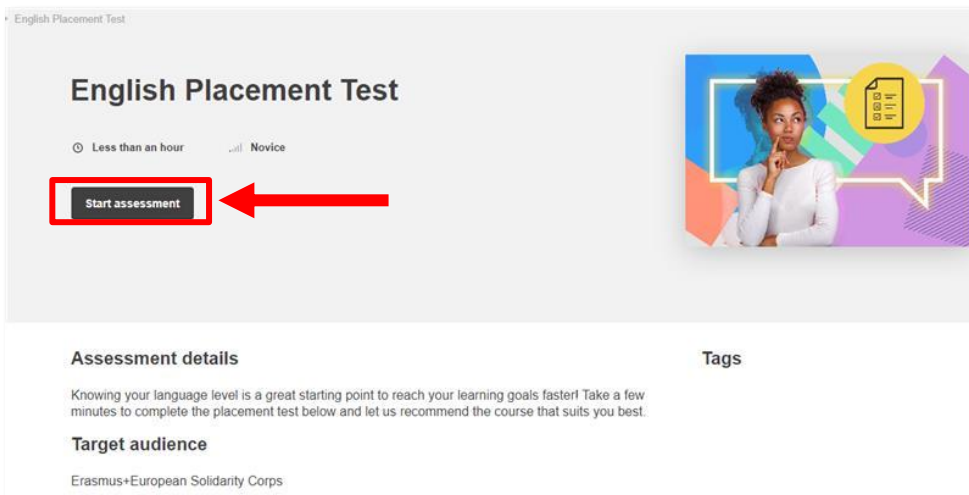 English Placement Test
English Placement Test
Less than an hour
Novice
Start assessment
Assessment details
Knowing your language level is a great starting point to reach your learning goals faster! Take a few
minutes to complete the placement test below and let us recommend the course that suits you best.
Target audience
Erasmus+European Solidarity Corps
Tags